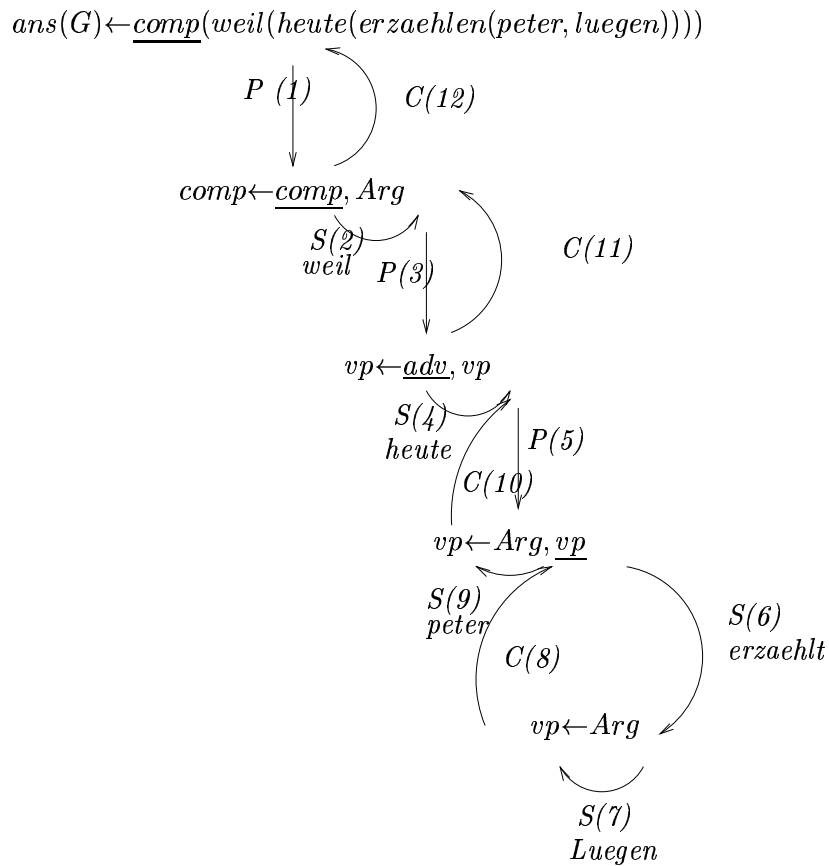 ans(G)←comp(weil(heute(erzaehlen(peter, luegen))))
P (1)
C(12)
comp←comp, Arg
S(2)
weil
P(3)
C(11)
vp←adv, vp
S(4)
heute
P(5)
C(10)
vp←Arg, vp
S(9)
peter
S(6)
erzaehlt
C(8)
vp←Arg
S(7)
Luegen